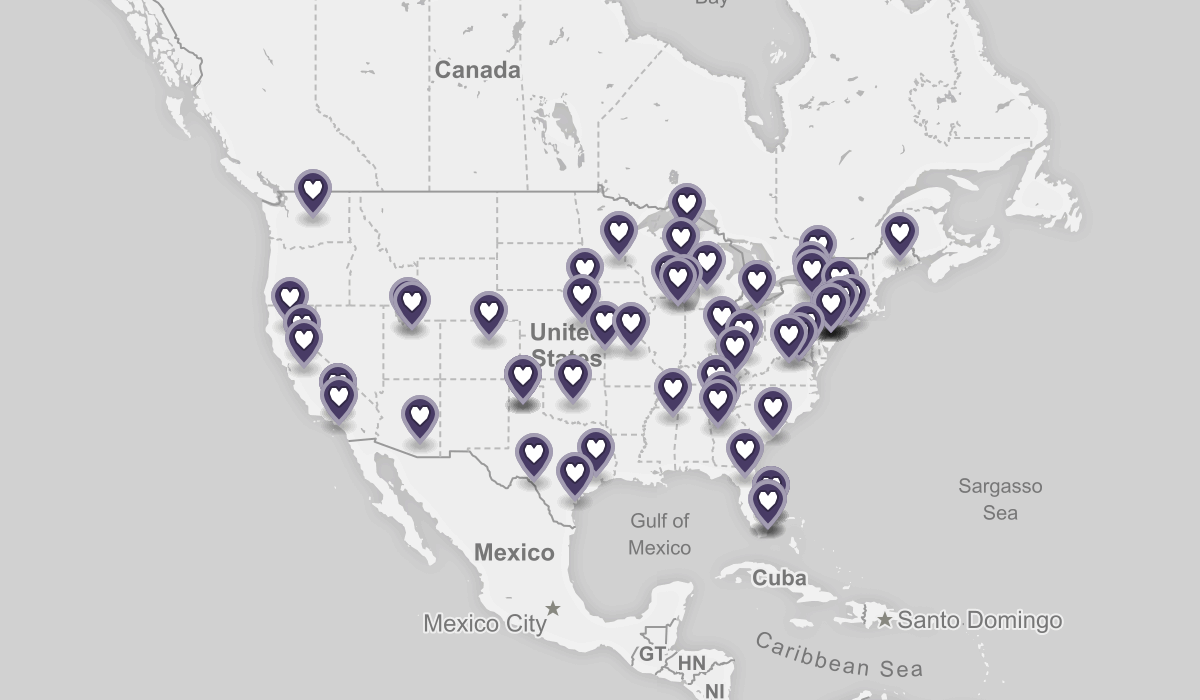 Bay
Canada
United
States
Sargasso
Sea
Gulf of
Mexico
Mexico
Cuba
Mexico City
Santo Domingo
GT
HN
Caribbean Sea
NI